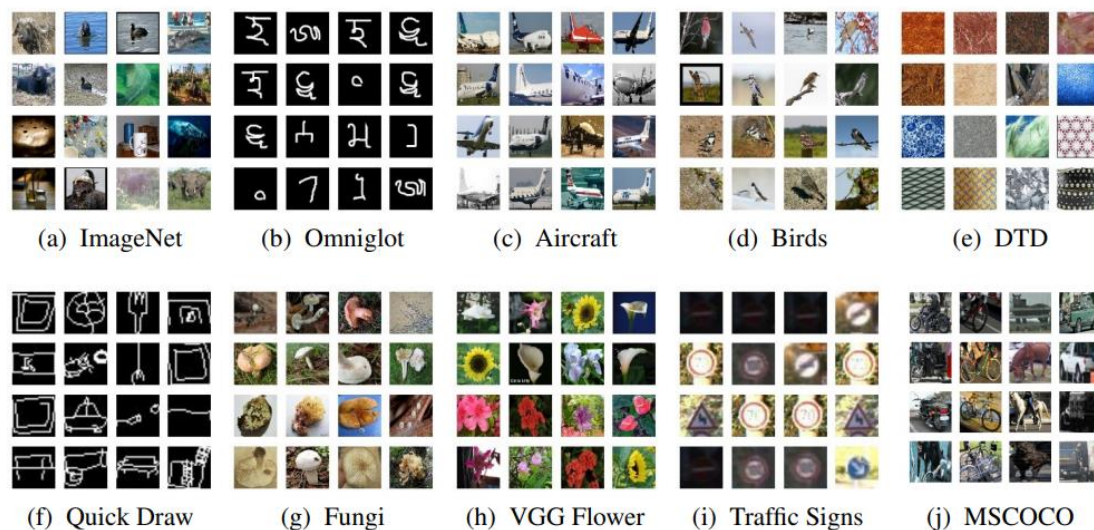 (a) ImageNet
(b) Omniglot
(c) Aircraft
(d) Birds
(e) DTD
(f) Quick Draw
(g) Fungi
(h) VGG Flower
(i) Traffic Signs
(j) MSCOCO